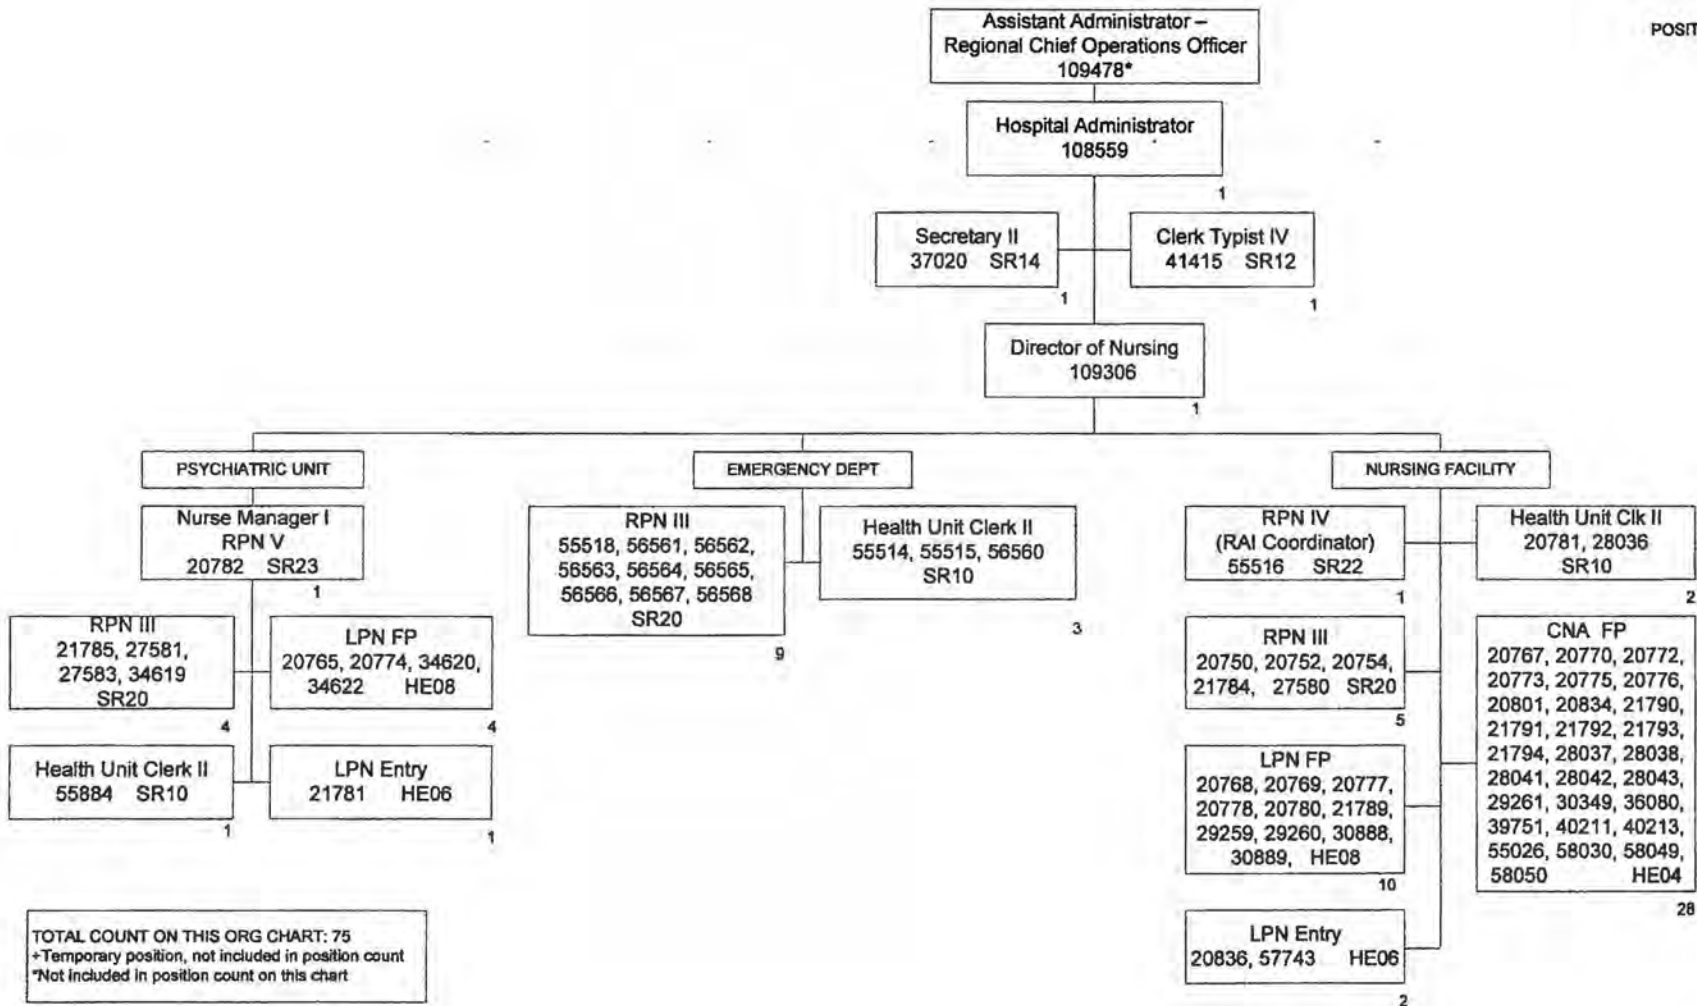 POSIT
Assistant Administrator –
Regional Chief Operations Officer
109478*
Hospital Administrator
108559
1
Secretary II
37020 SR14
1
Clerk Typist IV
41415 SR12
1
Director of Nursing
109306
1
PSYCHIATRIC UNIT
Nurse Manager I
RPN V
20782 SR23
1
RPN III
21785, 27581,
27583, 34619
SR20
4
LPN FP
20765, 20774, 34620,
34622 HE08
4
Health Unit Clerk II
55884 SR10
1
LPN Entry
21781 HE06
1
EMERGENCY DEPT
RPN III
55518, 56561, 56562,
56563, 56564, 56565,
56566, 56567, 56568
SR20
9
Health Unit Clerk II
55514, 55515, 56560
SR10
3
NURSING FACILITY
RPN IV
(RAI Coordinator)
55516 SR22
1
Health Unit Clk II
20781, 28036
SR10
2
RPN III
20750, 20752, 20754,
21784, 27580 SR20
5
CNA FP
20767, 20770, 20772,
20773, 20775, 20776,
20801, 20834, 21790,
21791, 21792, 21793,
21794, 28037, 28038,
28041, 28042, 28043,
29261, 30349, 36080,
39751, 40211, 40213,
55026, 58030, 58049,
58050 HE04
28
LPN FP
20768, 20769, 20777,
20778, 20780, 21789,
29259, 29260, 30888,
30889, HE08
10
LPN Entry
20836, 57743 HE06
2
TOTAL COUNT ON THIS ORG CHART: 75
+Temporary position, not included in position count
*Not included in position count on this chart